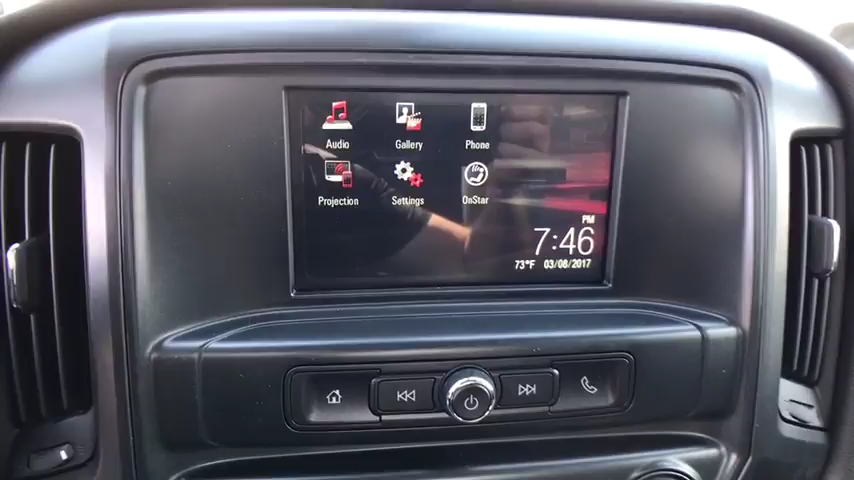 Audio Gallery Phone
Projection Settings OnStar
PM
7:46
73°F 03/08/2017